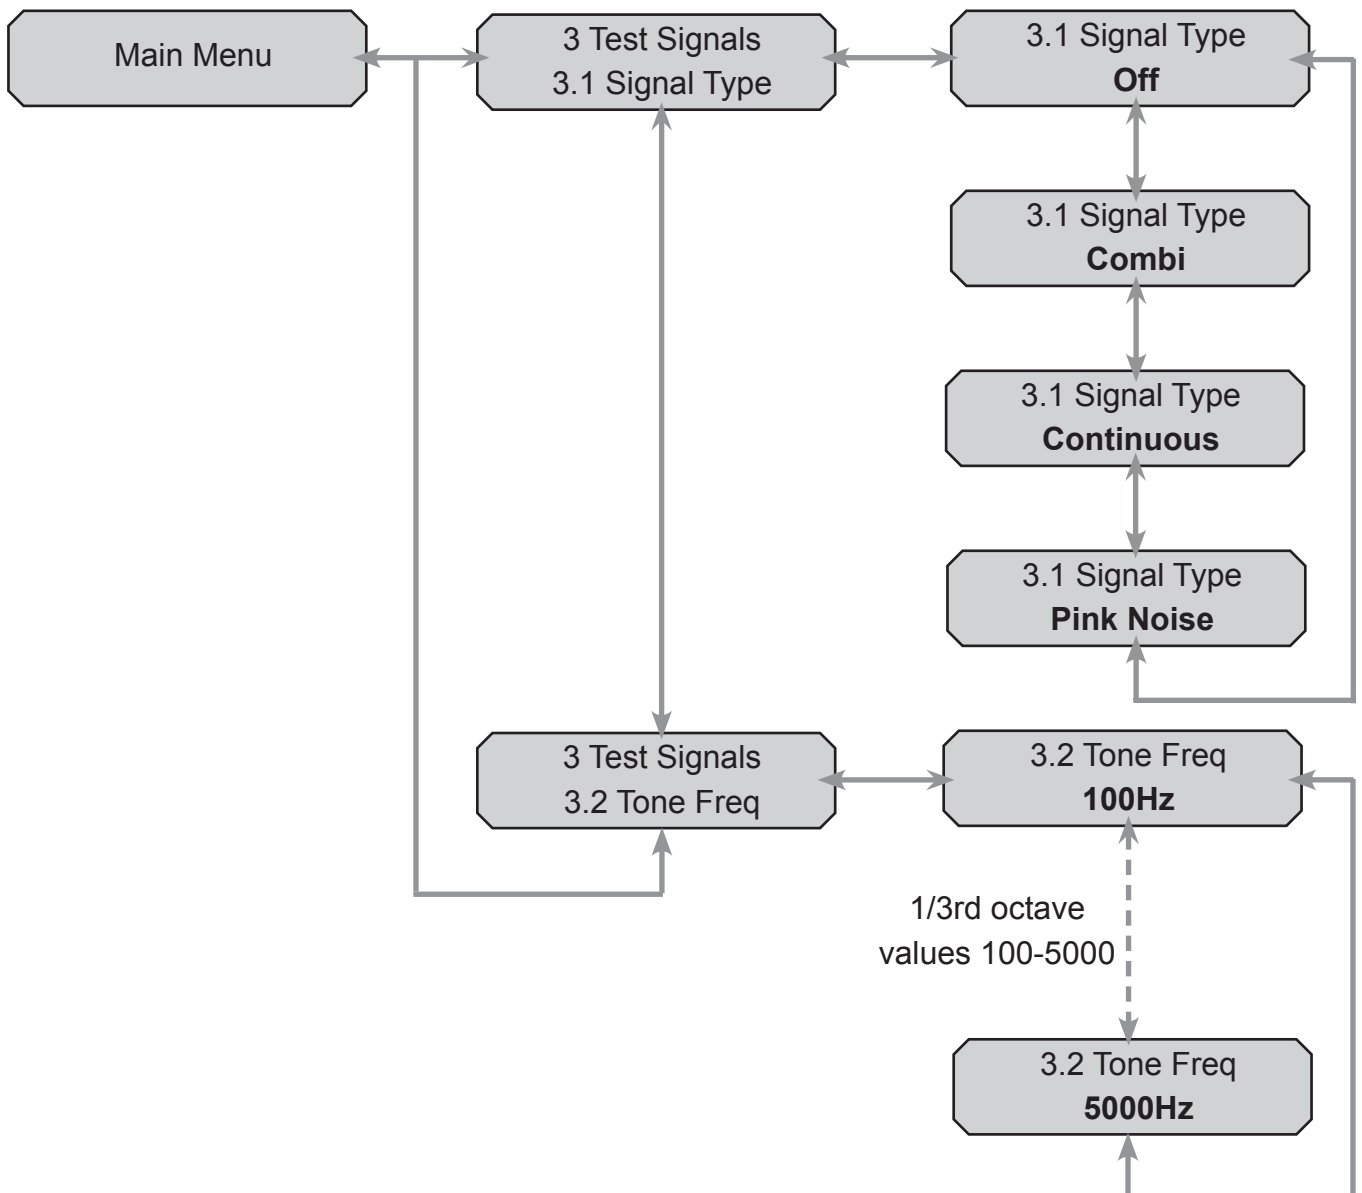 Main Menu
3 Test Signals
3.1 Signal Type
3.1 Signal Type
Off
3.1 Signal Type
Combi
3.1 Signal Type
Continuous
3.1 Signal Type
Pink Noise
3 Test Signals
3.2 Tone Freq
3.2 Tone Freq
100Hz
1/3rd octave
values 100-5000
3.2 Tone Freq
5000Hz